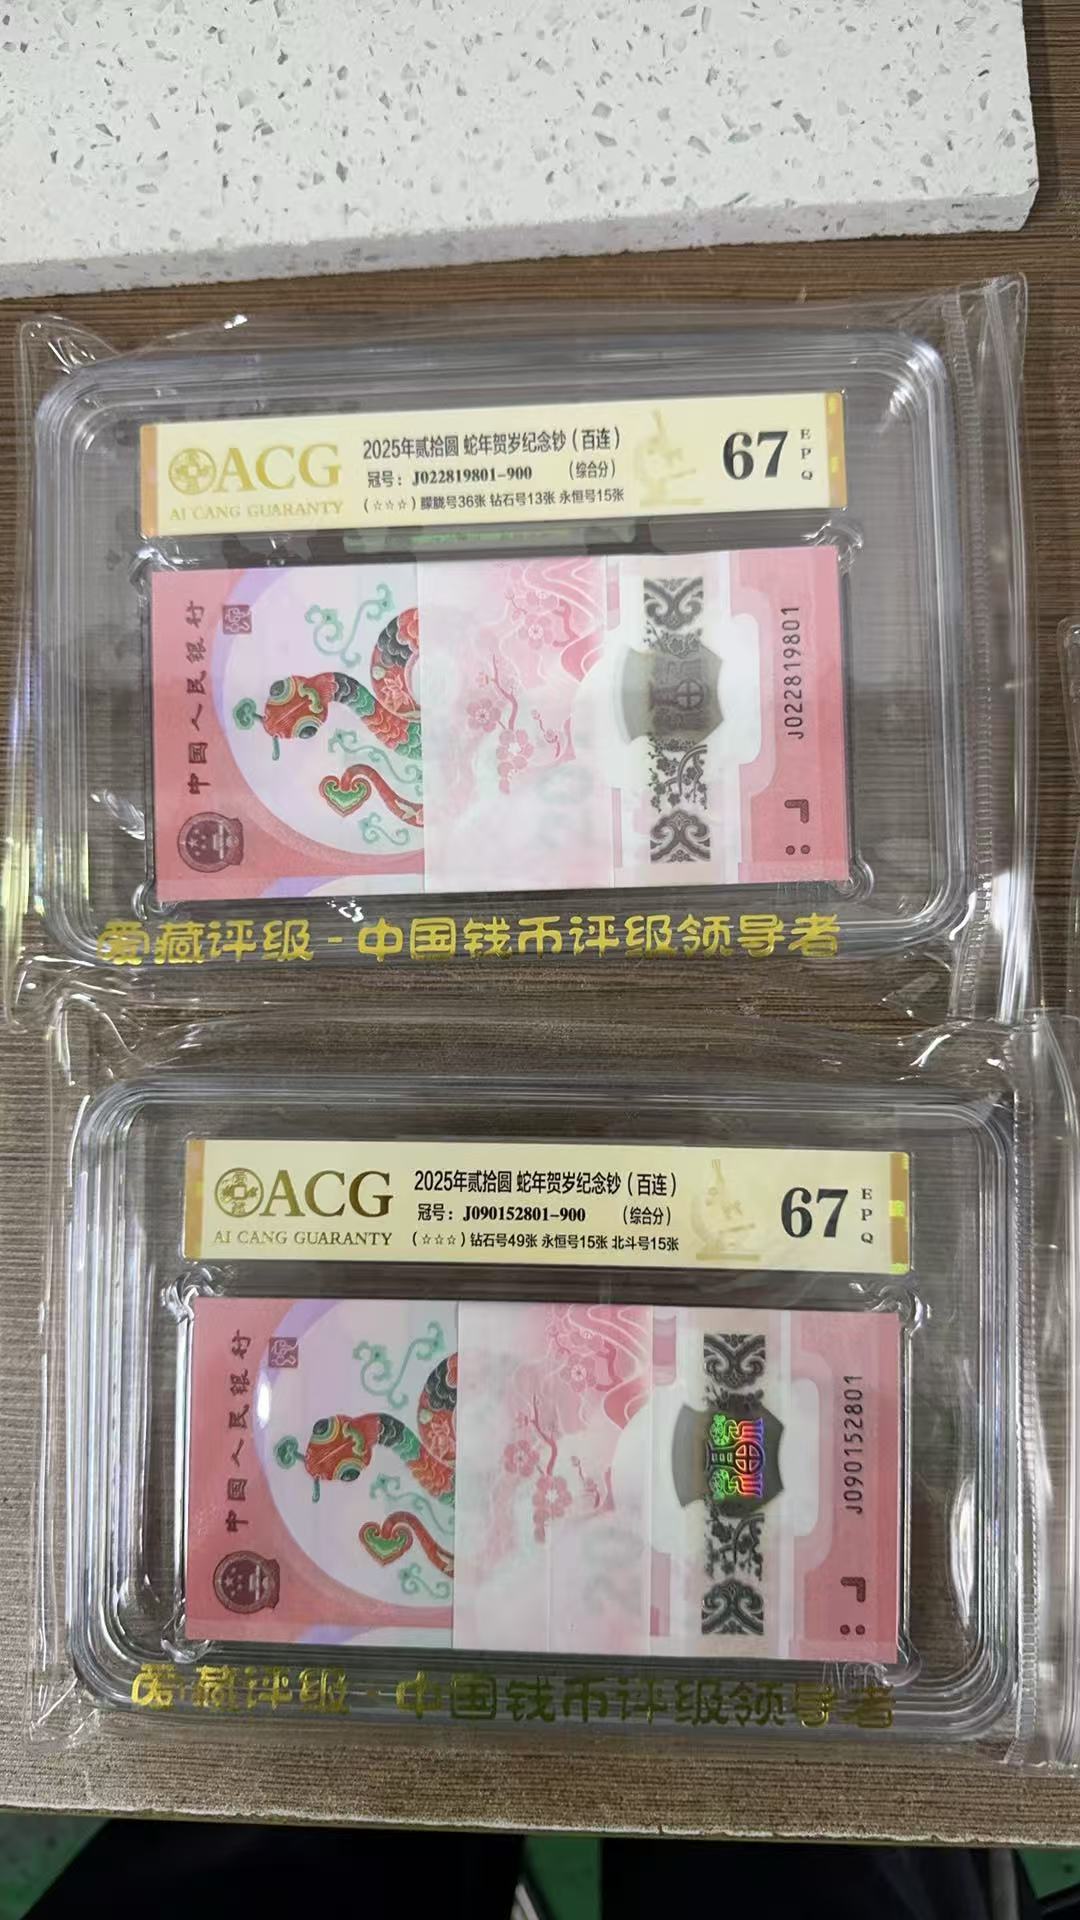 ACG
AI CANG GUARANTY
2025年贰拾圆 蛇年贺岁纪念钞(百连)
冠号:J022819801-900 (综合分)
(☆☆☆)朦胧号36张 钻石号13张 永恒号15张
67
EPQ
中国人民银行
J022819801
爱藏评级-中国钱币评级领导者
ACG
AI CANG GUARANTY
2025年贰拾圆 蛇年贺岁纪念钞(百连)
冠号:J090152801-900 (综合分)
(☆☆☆)钻石号49张 永恒号15张 北斗号15张
67
EPQ
中国人民银行
20
J090152801
爱藏评级-中国钱币评级领导者